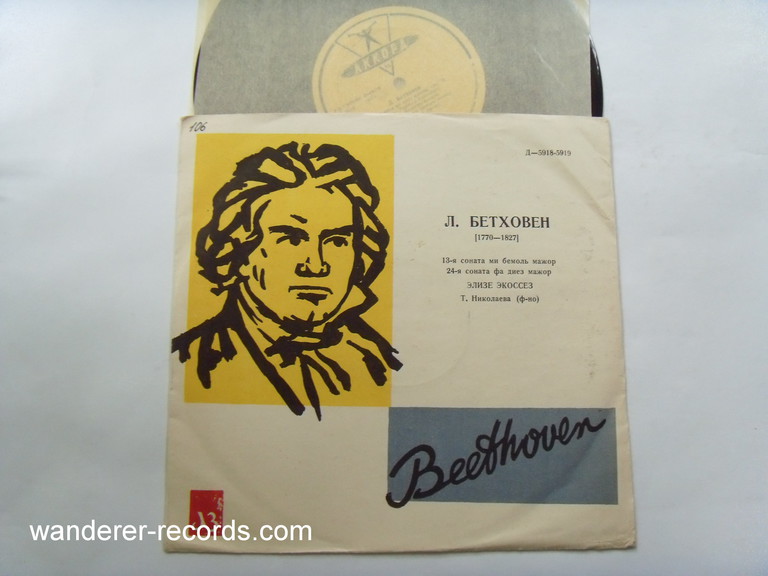 АККОРД
106
Д—5918-5919
Л. БЕТХОВЕН
[1770—1827]
13-я соната ми бемоль мажор
24-я соната фа диез мажор
ЭЛИЗЕ ЭКОССЕЗ
Т. Николаева (ф-но)
Beethoven
wanderer-records.com